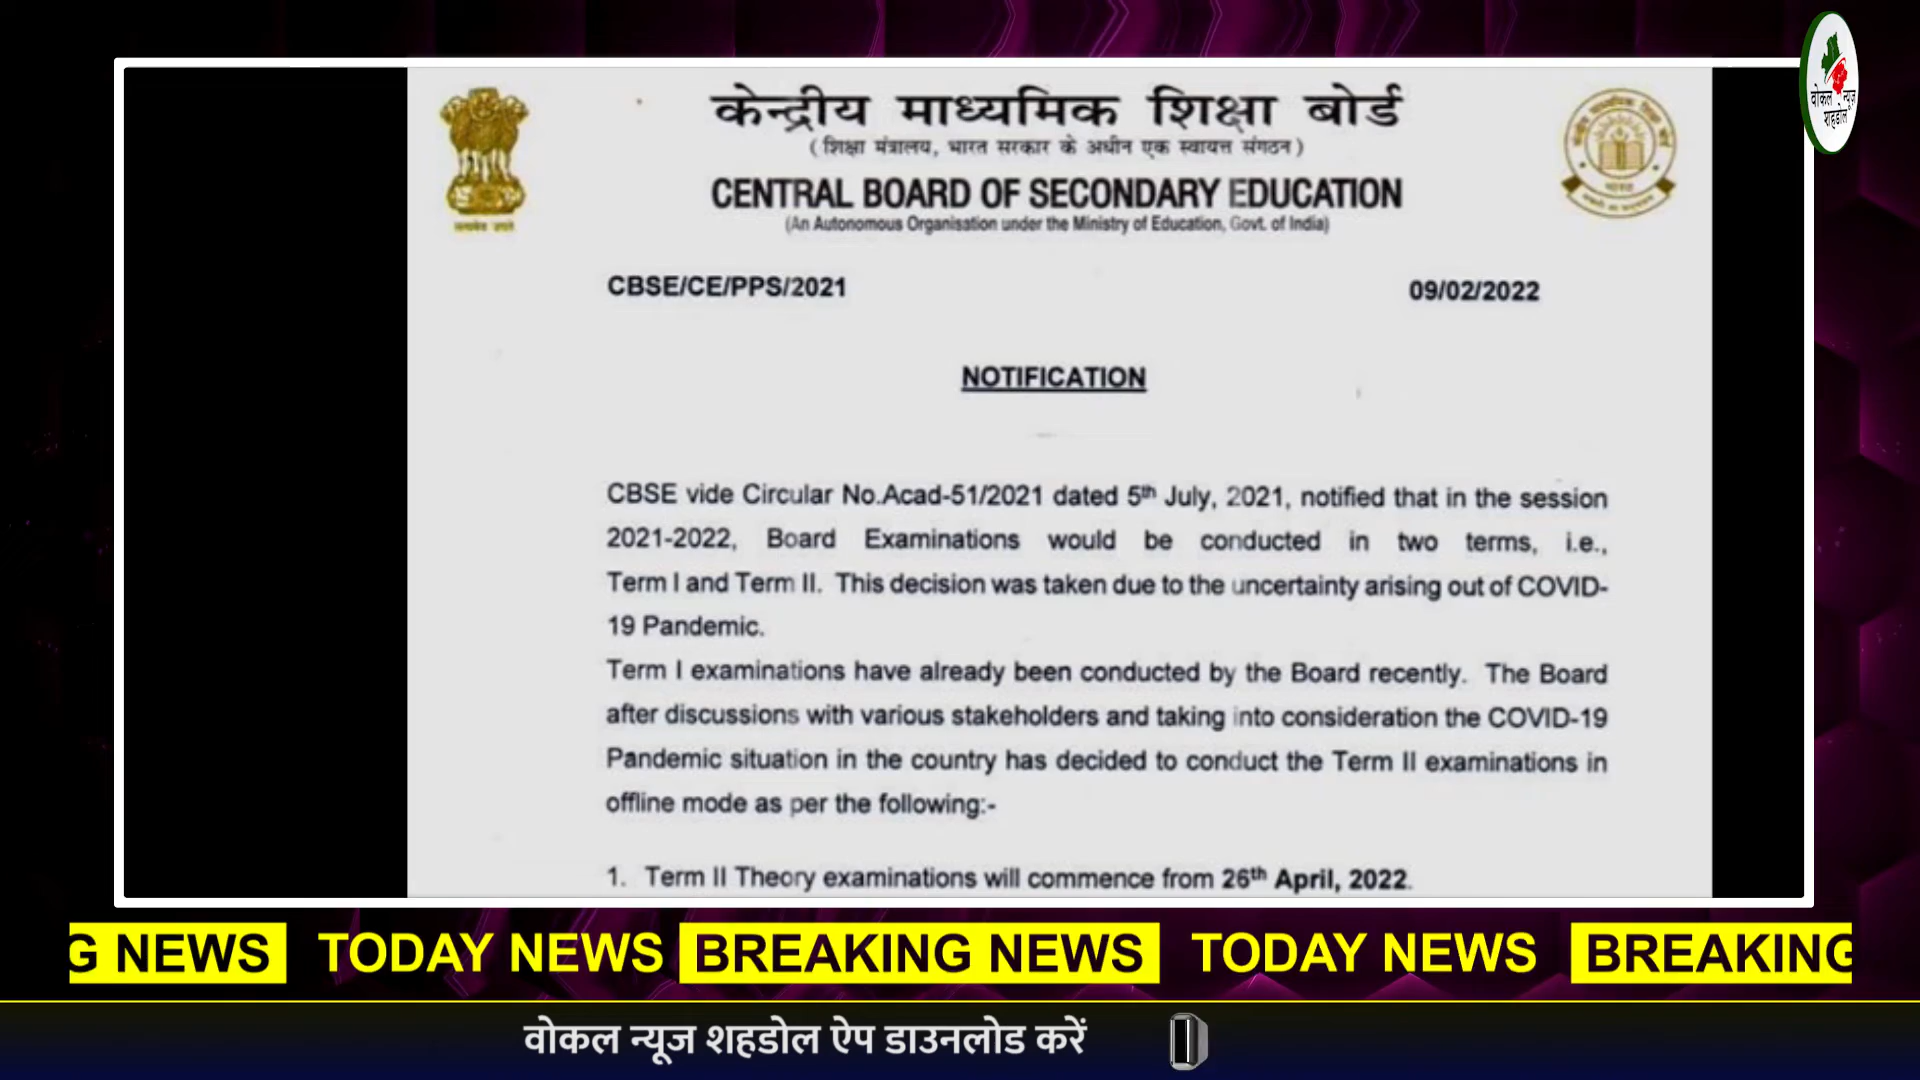 केन्द्रीय माध्यमिक शिक्षा बोर्ड
(शिक्षा मंत्रालय, भारत सरकार के अधीन एक स्वायत्त संगठन)
CENTRAL BOARD OF SECONDARY EDUCATION
(An Autonomous Organisation under the Ministry of Education, Govt. of India)
वोकल न्यूज़
शहडोल
CBSE/CE/PPS/2021
09/02/2022
NOTIFICATION
CBSE vide Circular No.Acad-51/2021 dated 5th July, 2021, notified that in the session
2021-2022, Board Examinations would be conducted in two terms, i.e.,
Term I and Term II. This decision was taken due to the uncertainty arising out of COVID-
19 Pandemic.
Term I examinations have already been conducted by the Board recently. The Board
after discussions with various stakeholders and taking into consideration the COVID-19
Pandemic situation in the country has decided to conduct the Term II examinations in
offline mode as per the following:-
1. Term II Theory examinations will commence from 26th April, 2022.
G NEWS TODAY NEWS BREAKING NEWS TODAY NEWS BREAKING
वोकल न्यूज शहडोल ऐप डाउनलोड करें